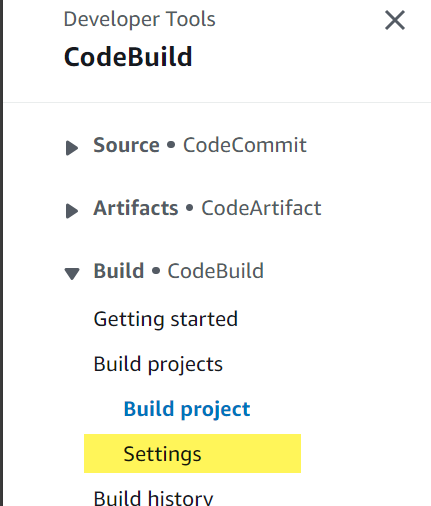 Developer Tools
CodeBuild
Source • CodeCommit
Artifacts • CodeArtifact
Build • CodeBuild
Getting started
Build projects
Build project
Settings
Build history